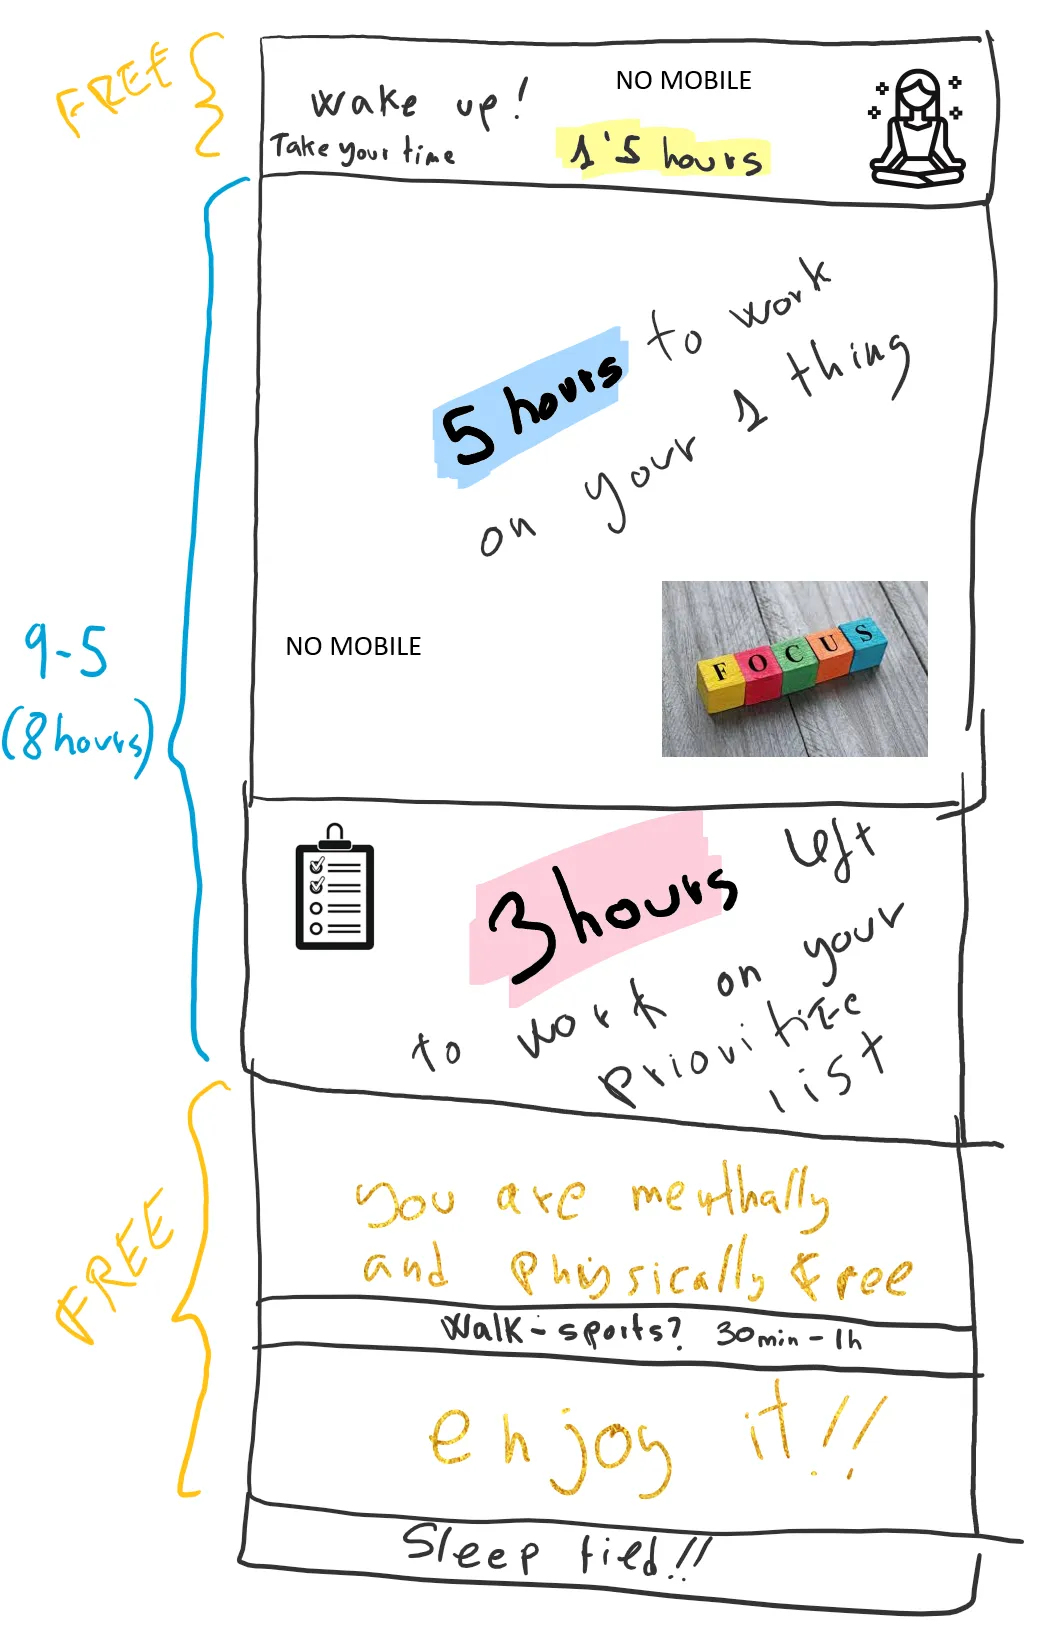 FREE
wake up!
NO MOBILE
Take your time
1'5 hours
5 hours to work
on your 1 thing
9-5
(8 hours)
NO MOBILE
FOCUS
3 hours left
to work on your
prioritize
list
FREE
you are menthally
and physically free
Walk - sports? 30min - 1h
enjoy it!!
Sleep tied!!